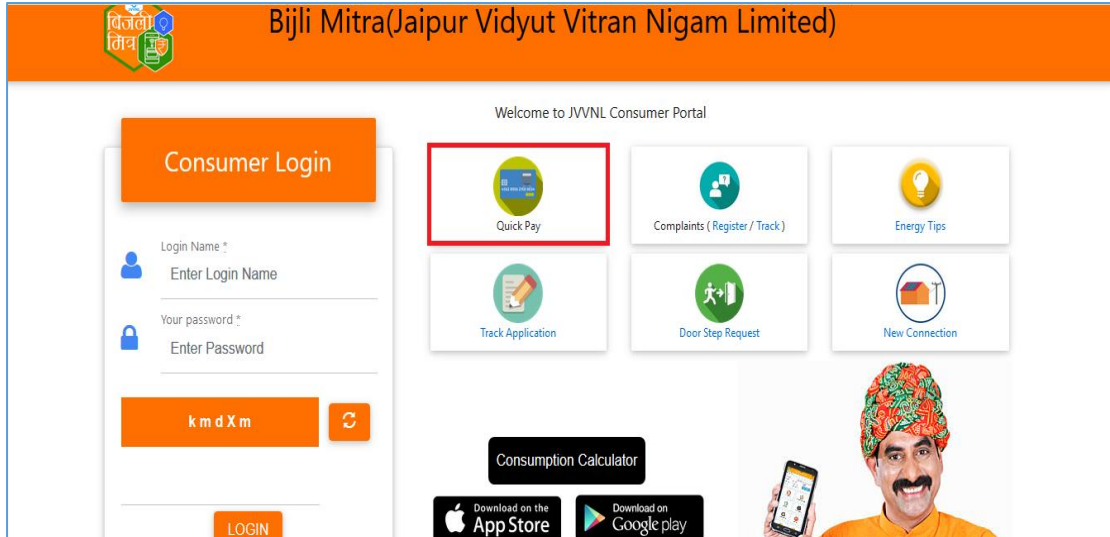 बिजली
मित्र
Bijli Mitra(Jaipur Vidyut Vitran Nigam Limited)
Welcome to JVVNL Consumer Portal
Consumer Login
Login Name *
Enter Login Name
Your password *
Enter Password
k m d X m
LOGIN
Quick Pay
Complaints ( Register / Track )
Energy Tips
Track Application
Door Step Request
New Connection
Consumption Calculator
Download on the
App Store
Download on
Google play